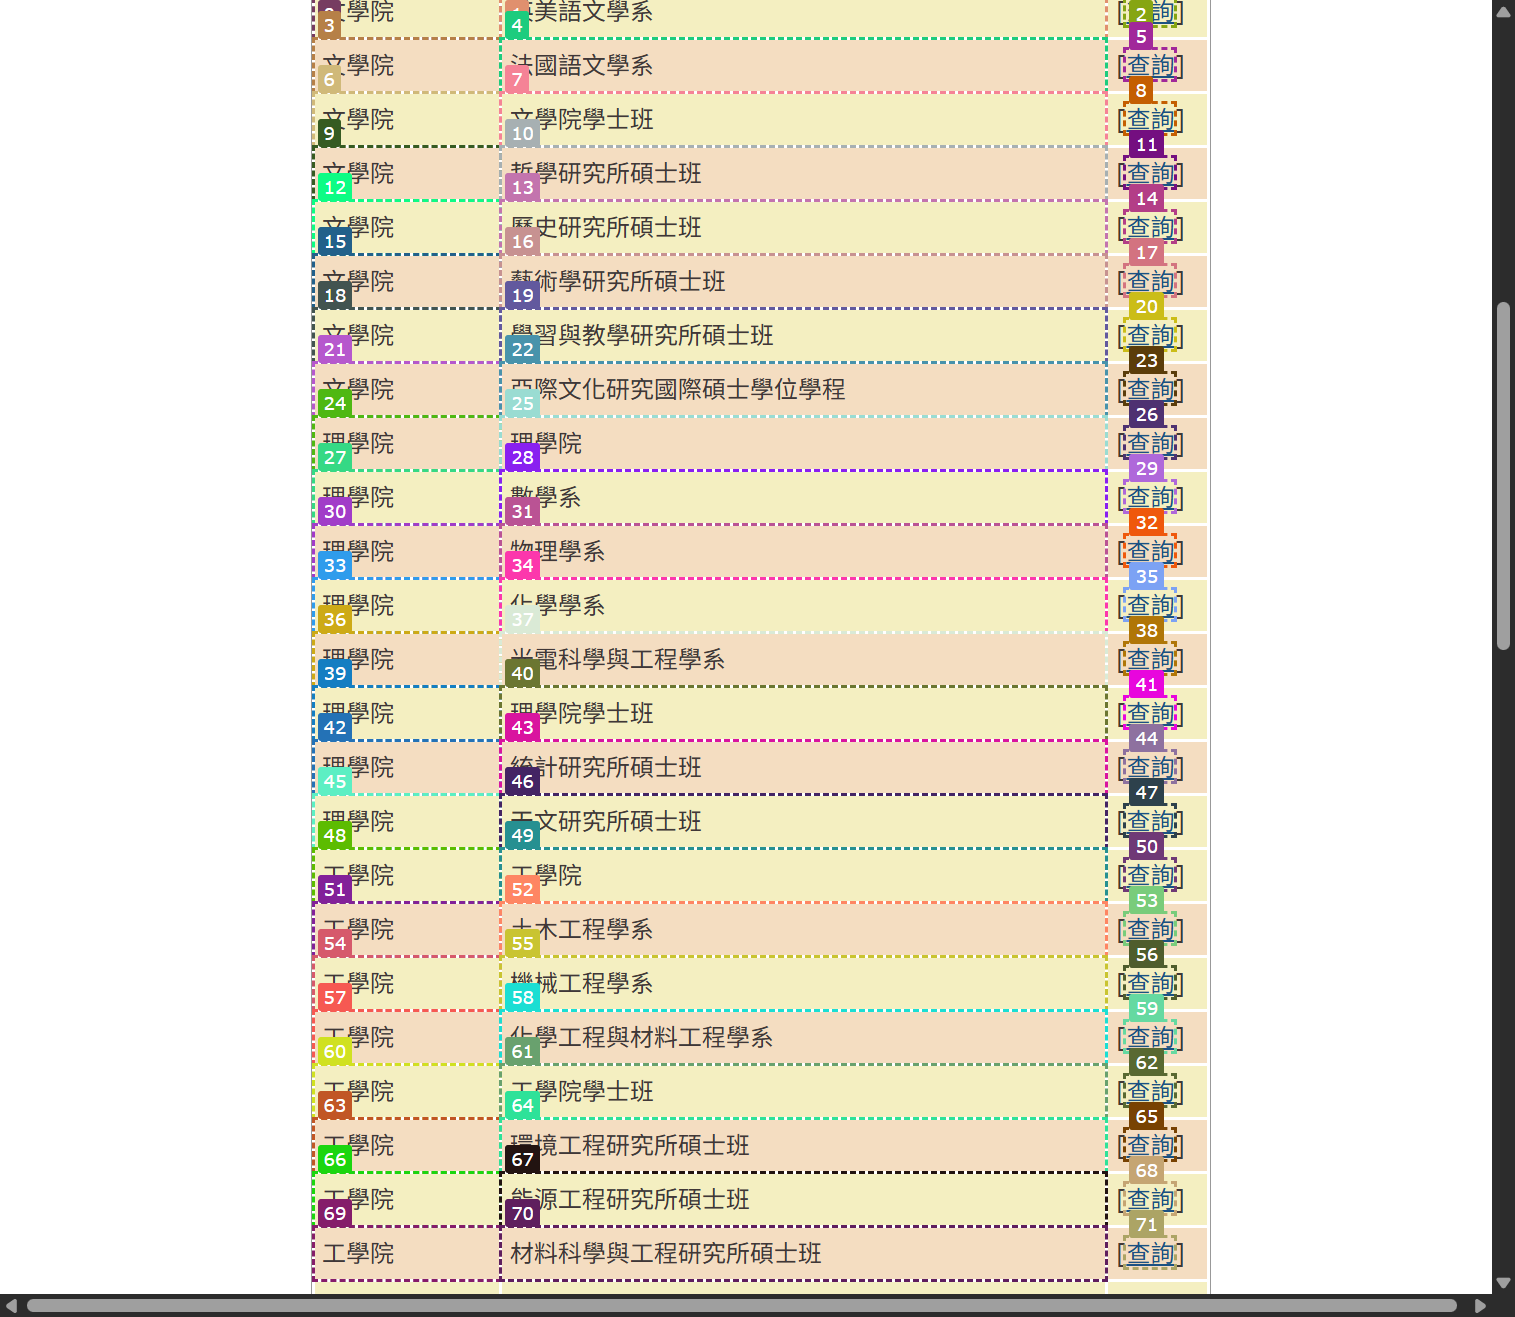 文學院 英美語文學系 [查詢] 2
3 4 5
文學院 法國語文學系 [查詢]
6 7 8
文學院 文學院學士班 [查詢]
9 10 11
文學院 哲學研究所碩士班 [查詢]
12 13 14
文學院 歷史研究所碩士班 [查詢]
15 16 17
文學院 藝術學研究所碩士班 [查詢]
18 19 20
文學院 學習與教學研究所碩士班 [查詢]
21 22 23
文學院 亞際文化研究國際碩士學位學程 [查詢]
24 25 26
理學院 理學院 [查詢]
27 28 29
理學院 數學系 [查詢]
30 31 32
理學院 物理學系 [查詢]
33 34 35
理學院 化學學系 [查詢]
36 37 38
理學院 光電科學與工程學系 [查詢]
39 40 41
理學院 理學院學士班 [查詢]
42 43 44
理學院 統計研究所碩士班 [查詢]
45 46 47
理學院 天文研究所碩士班 [查詢]
48 49 50
工學院 工學院 [查詢]
51 52 53
工學院 土木工程學系 [查詢]
54 55 56
工學院 機械工程學系 [查詢]
57 58 59
工學院 化學工程與材料工程學系 [查詢]
60 61 62
工學院 工學院學士班 [查詢]
63 64 65
工學院 環境工程研究所碩士班 [查詢]
66 67 68
工學院 能源工程研究所碩士班 [查詢]
69 70 71
工學院 材料科學與工程研究所碩士班 [查詢]